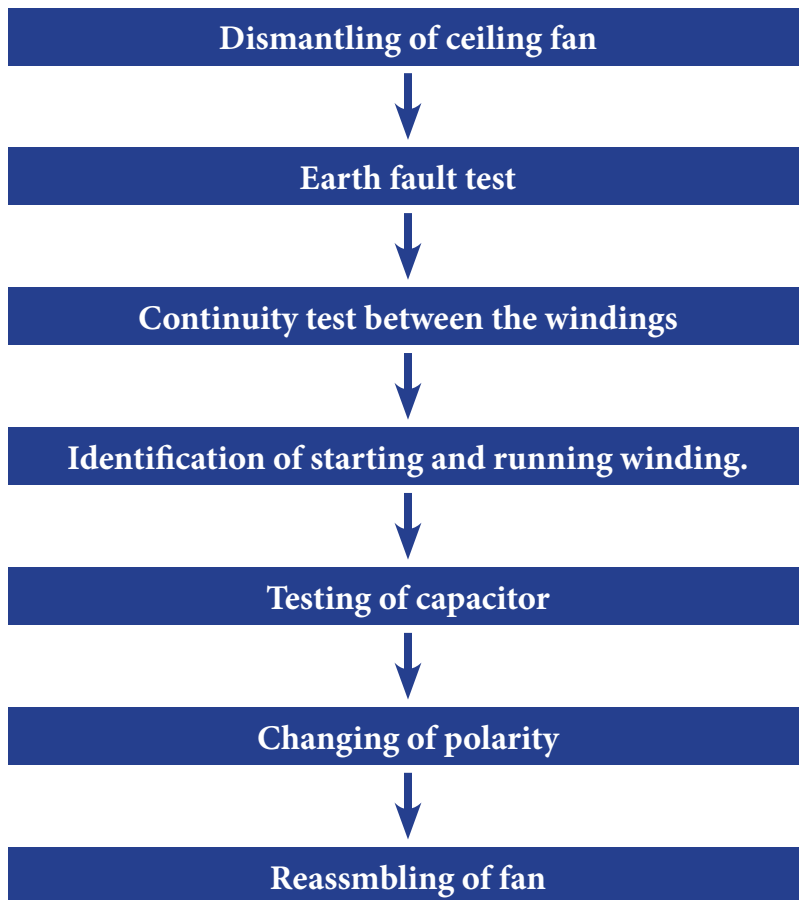 Dismantling of ceiling fan
Earth fault test
Continuity test between the windings
Identification of starting and running winding.
Testing of capacitor
Changing of polarity
Reassmbling of fan